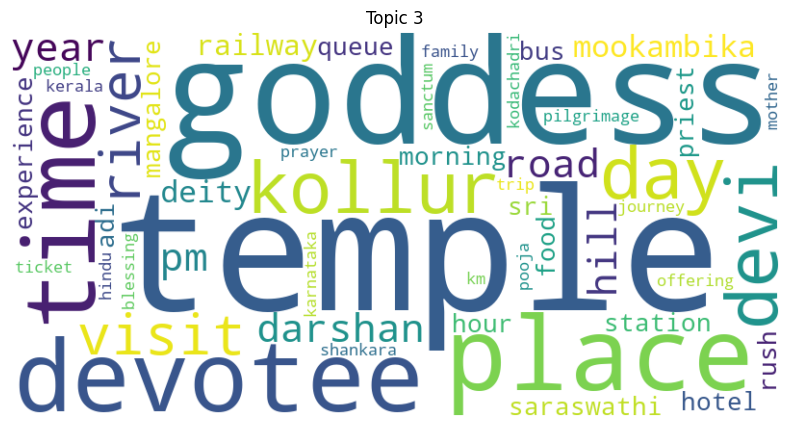 Topic 3
goddess
temple
time
devotee
place
kollur
day
devi
river
year
visit
darshan
road
hill
pm
deity
railway
queue
family
bus
mookambika
people
kerala
mangalore
experience
sanctum
kodachadri
pilgrimage
priest
mother
prayer
morning
trip
sri
food
journey
adi
hindu
blessing
ticket
karnataka
km
pooja
offering
hour
station
shankara
rush
saraswathi
hotel